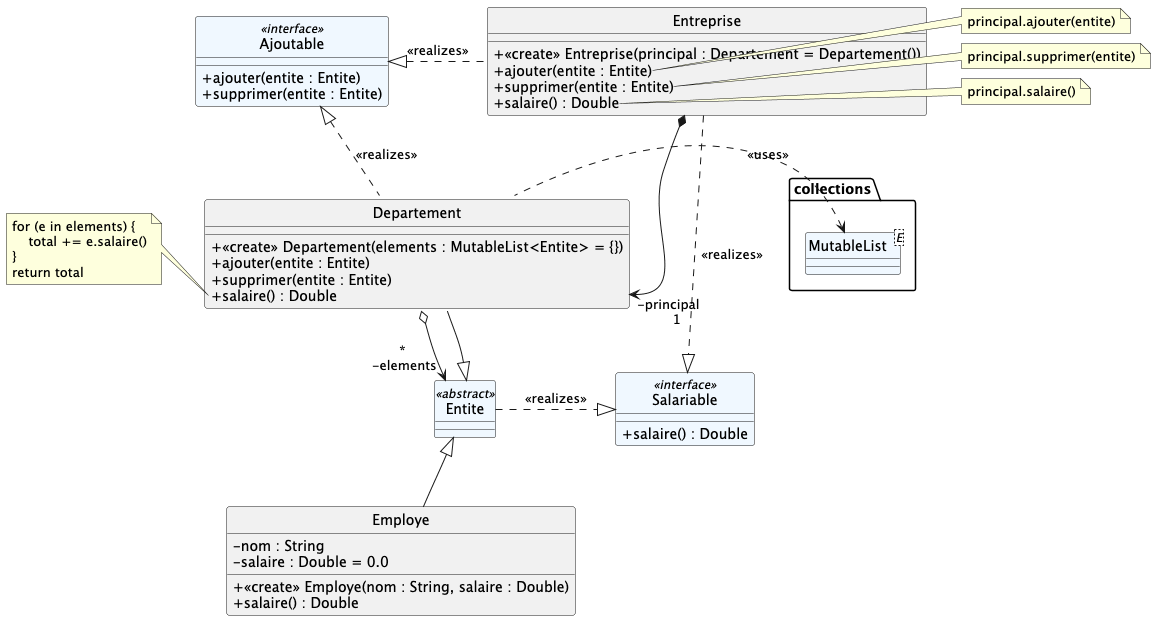 «interface»
Ajoutable
+ajouter(entite : Entite)
+supprimer(entite : Entite)
«realizes»
Entreprise
+«create» Entreprise(principal : Departement = Departement())
+ajouter(entite : Entite)
+supprimer(entite : Entite)
+salaire() : Double
principal.ajouter(entite)
principal.supprimer(entite)
principal.salaire()
«realizes»
«uses»
collections
MutableList
E
Departement
+«create» Departement(elements : MutableList<Entite> = {})
+ajouter(entite : Entite)
+supprimer(entite : Entite)
+salaire() : Double
for (e in elements) {
total += e.salaire()
}
return total
«realizes»
-principal
1
*
-elements
«abstract»
Entite
«realizes»
«interface»
Salariable
+salaire() : Double
Employe
-nom : String
-salaire : Double = 0.0
+«create» Employe(nom : String, salaire : Double)
+salaire() : Double